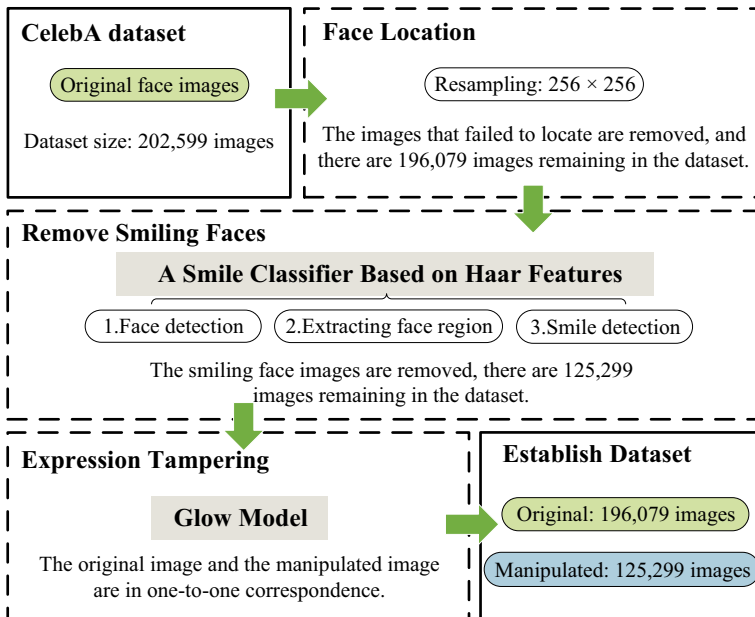 CelebA dataset
Original face images
Dataset size: 202,599 images
Face Location
Resampling: 256 × 256
The images that failed to locate are removed, and
there are 196,079 images remaining in the dataset.
Remove Smiling Faces
A Smile Classifier Based on Haar Features
1.Face detection
2.Extracting face region
3.Smile detection
The smiling face images are removed, there are 125,299
images remaining in the dataset.
Expression Tampering
Glow Model
The original image and the manipulated image
are in one-to-one correspondence.
Establish Dataset
Original: 196,079 images
Manipulated: 125,299 images